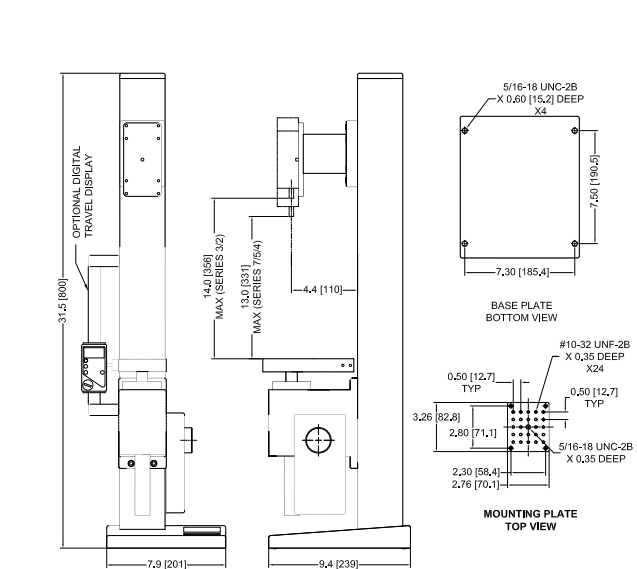 5/16-18 UNC-2B
X 0.60 [15.2] DEEP
X4
OPTIONAL DIGITAL
TRAVEL DISPLAY
31.5 [800]
14.0 [356]
MAX (SERIES 3/2)
13.0 [331]
MAX (SERIES 7/5/4)
4.4 [110]
7.50 [190.5]
7.30 [185.4]
BASE PLATE
BOTTOM VIEW
#10-32 UNF-2B
X 0.35 DEEP
X24
0.50 [12.7]
TYP
0.50 [12.7]
TYP
3.26 [82.8]
2.80 [71.1]
5/16-18 UNC-2B
X 0.35 DEEP
2.30 [58.4]
2.76 [70.1]
MOUNTING PLATE
TOP VIEW
7.9 [201]
9.4 [239]